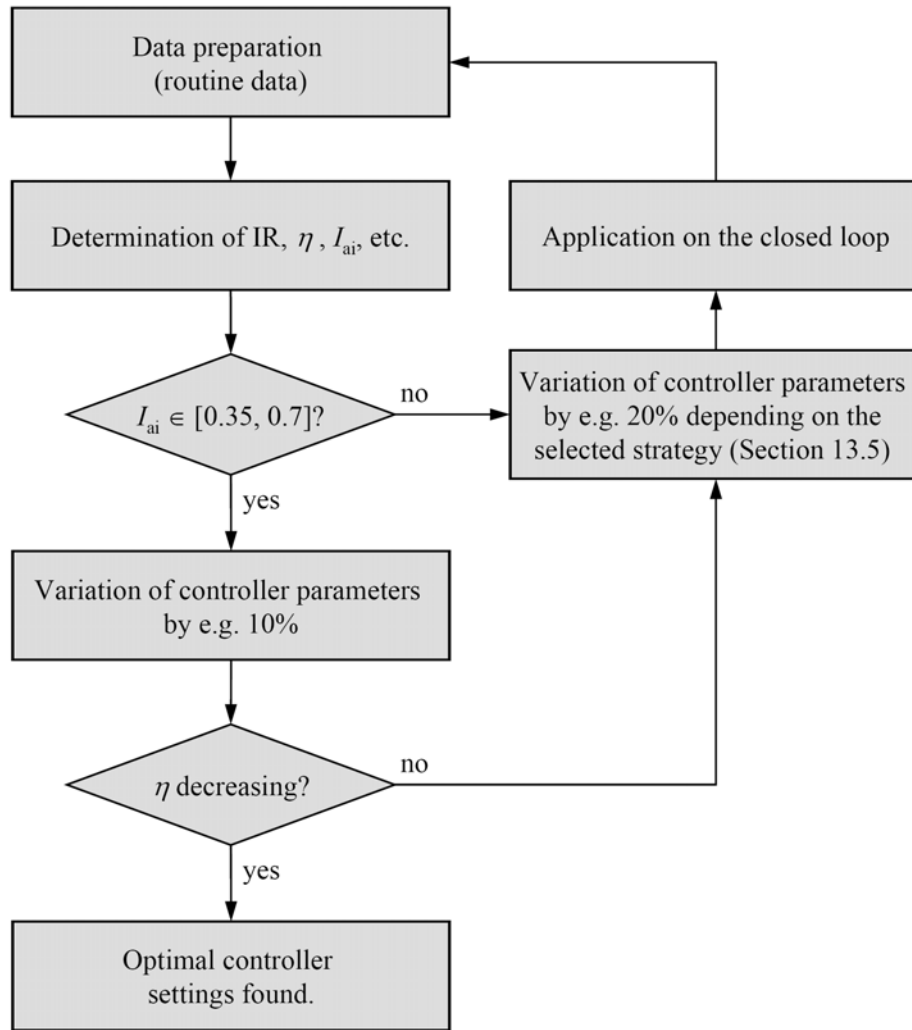 Data preparation
(routine data)
Determination of IR, η , I_ai, etc.
Application on the closed loop
I_ai ∈ [0.35, 0.7]?
no
Variation of controller parameters
by e.g. 20% depending on the
selected strategy (Section 13.5)
yes
Variation of controller parameters
by e.g. 10%
η decreasing?
no
yes
Optimal controller
settings found.